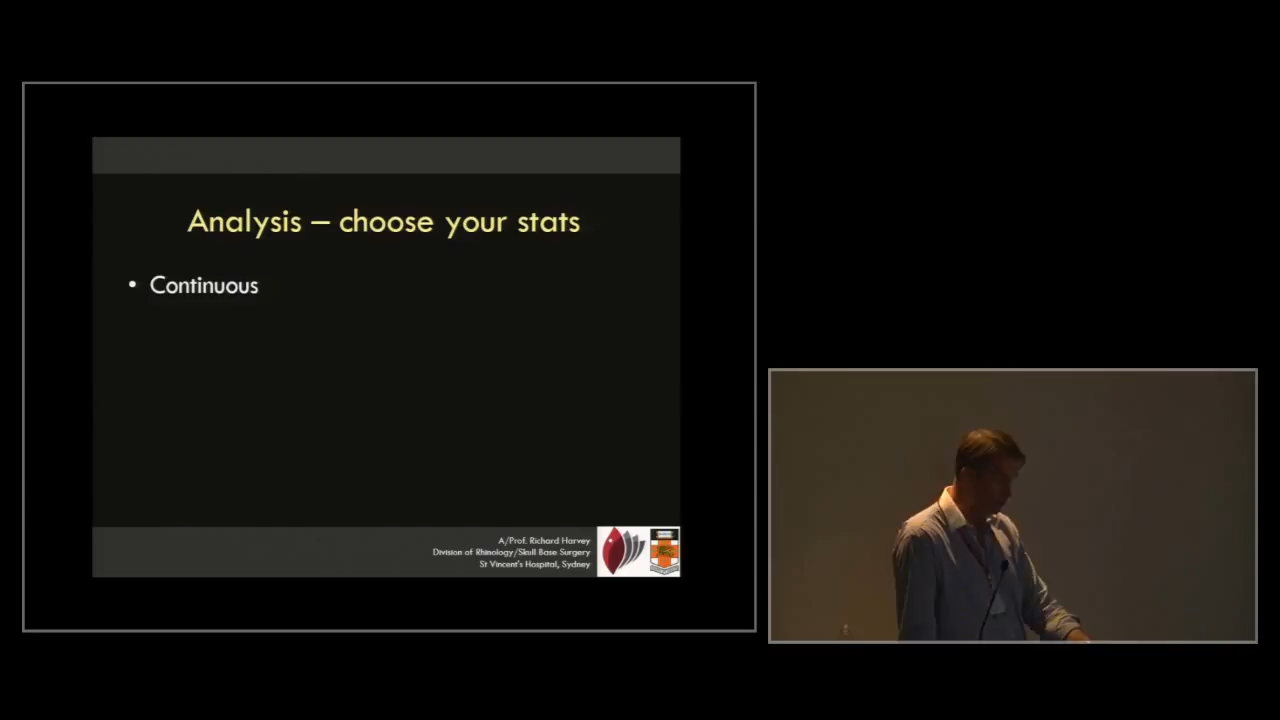 Analysis – choose your stats
• Continuous
A/Prof. Richard Harvey
Division of Rhinology/Skull Base Surgery
St Vincent's Hospital, Sydney